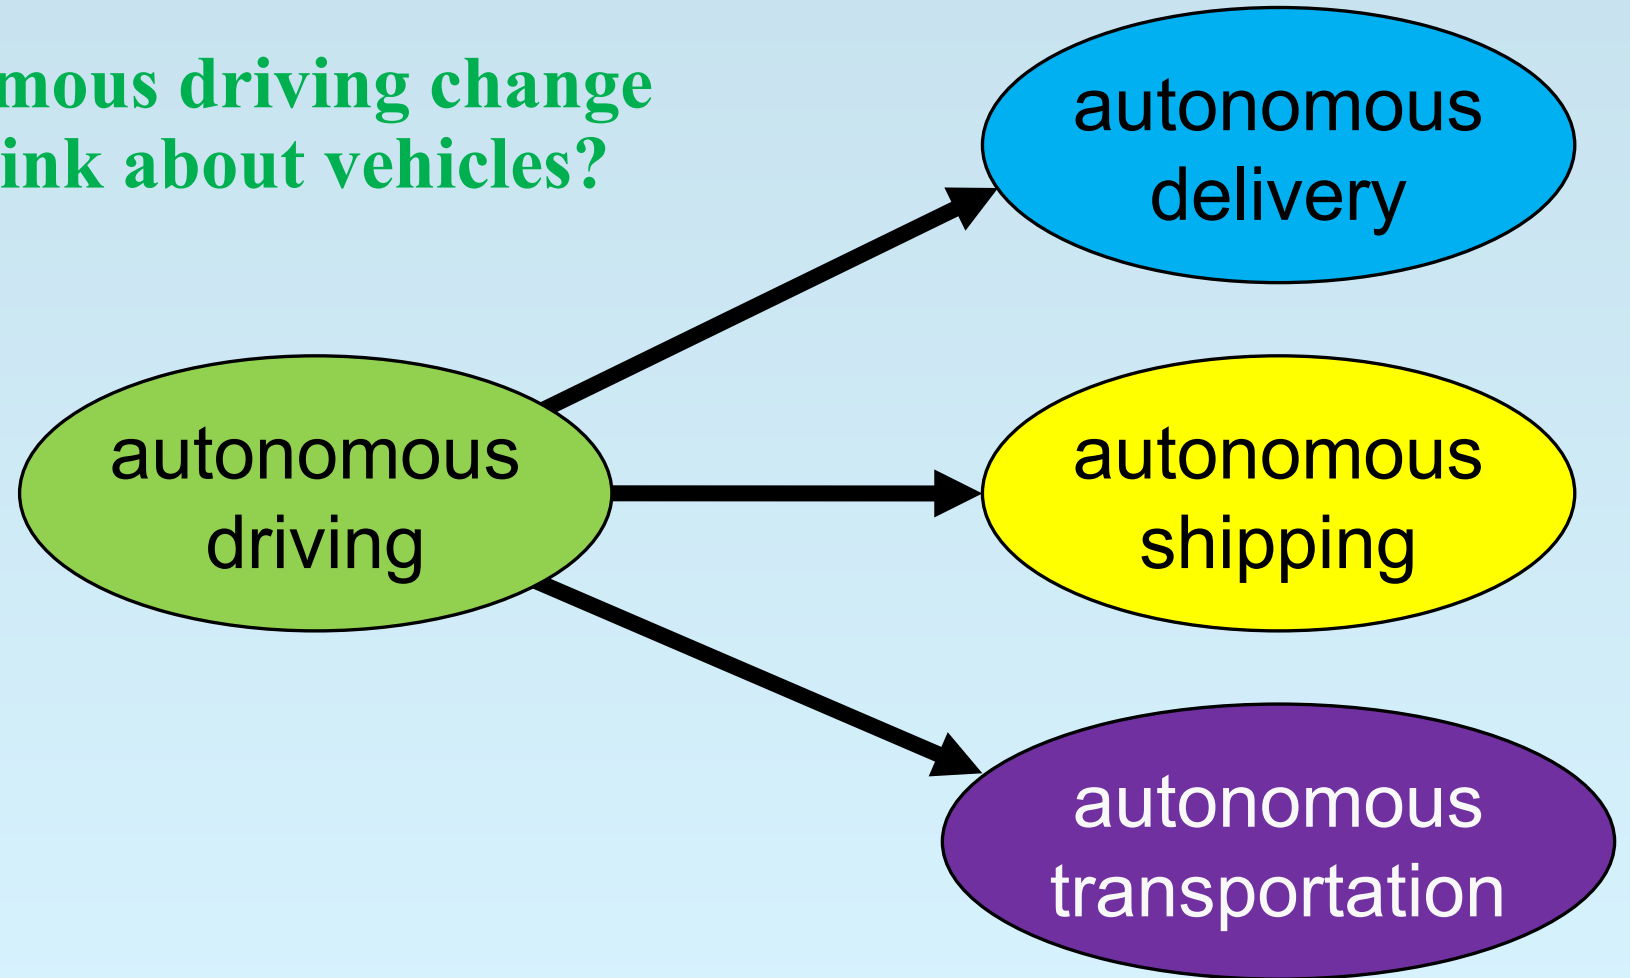 mous driving change
ink about vehicles?
autonomous
delivery
autonomous
driving
autonomous
shipping
autonomous
transportation